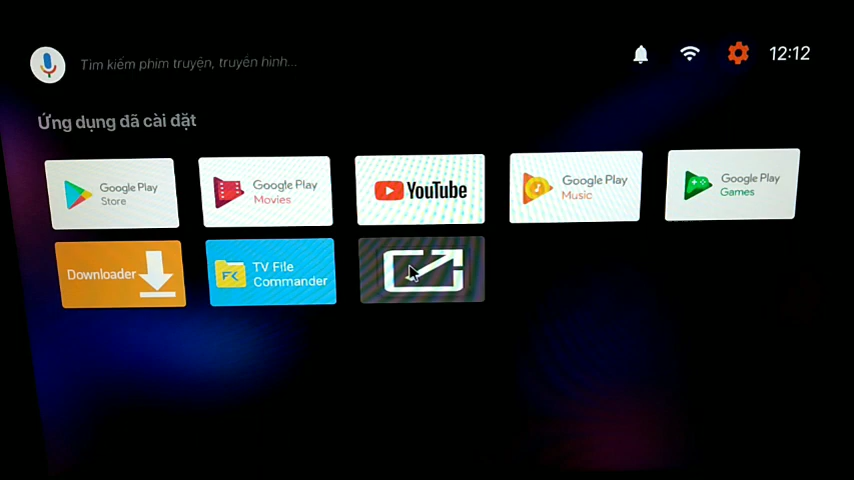 Tìm kiếm phim truyện, truyền hình...
12:12
Ứng dụng đã cài đặt
Google Play
Store
Google Play
Movies
YouTube
Google Play
Music
Google Play
Games
Downloader
FK
TV File
Commander